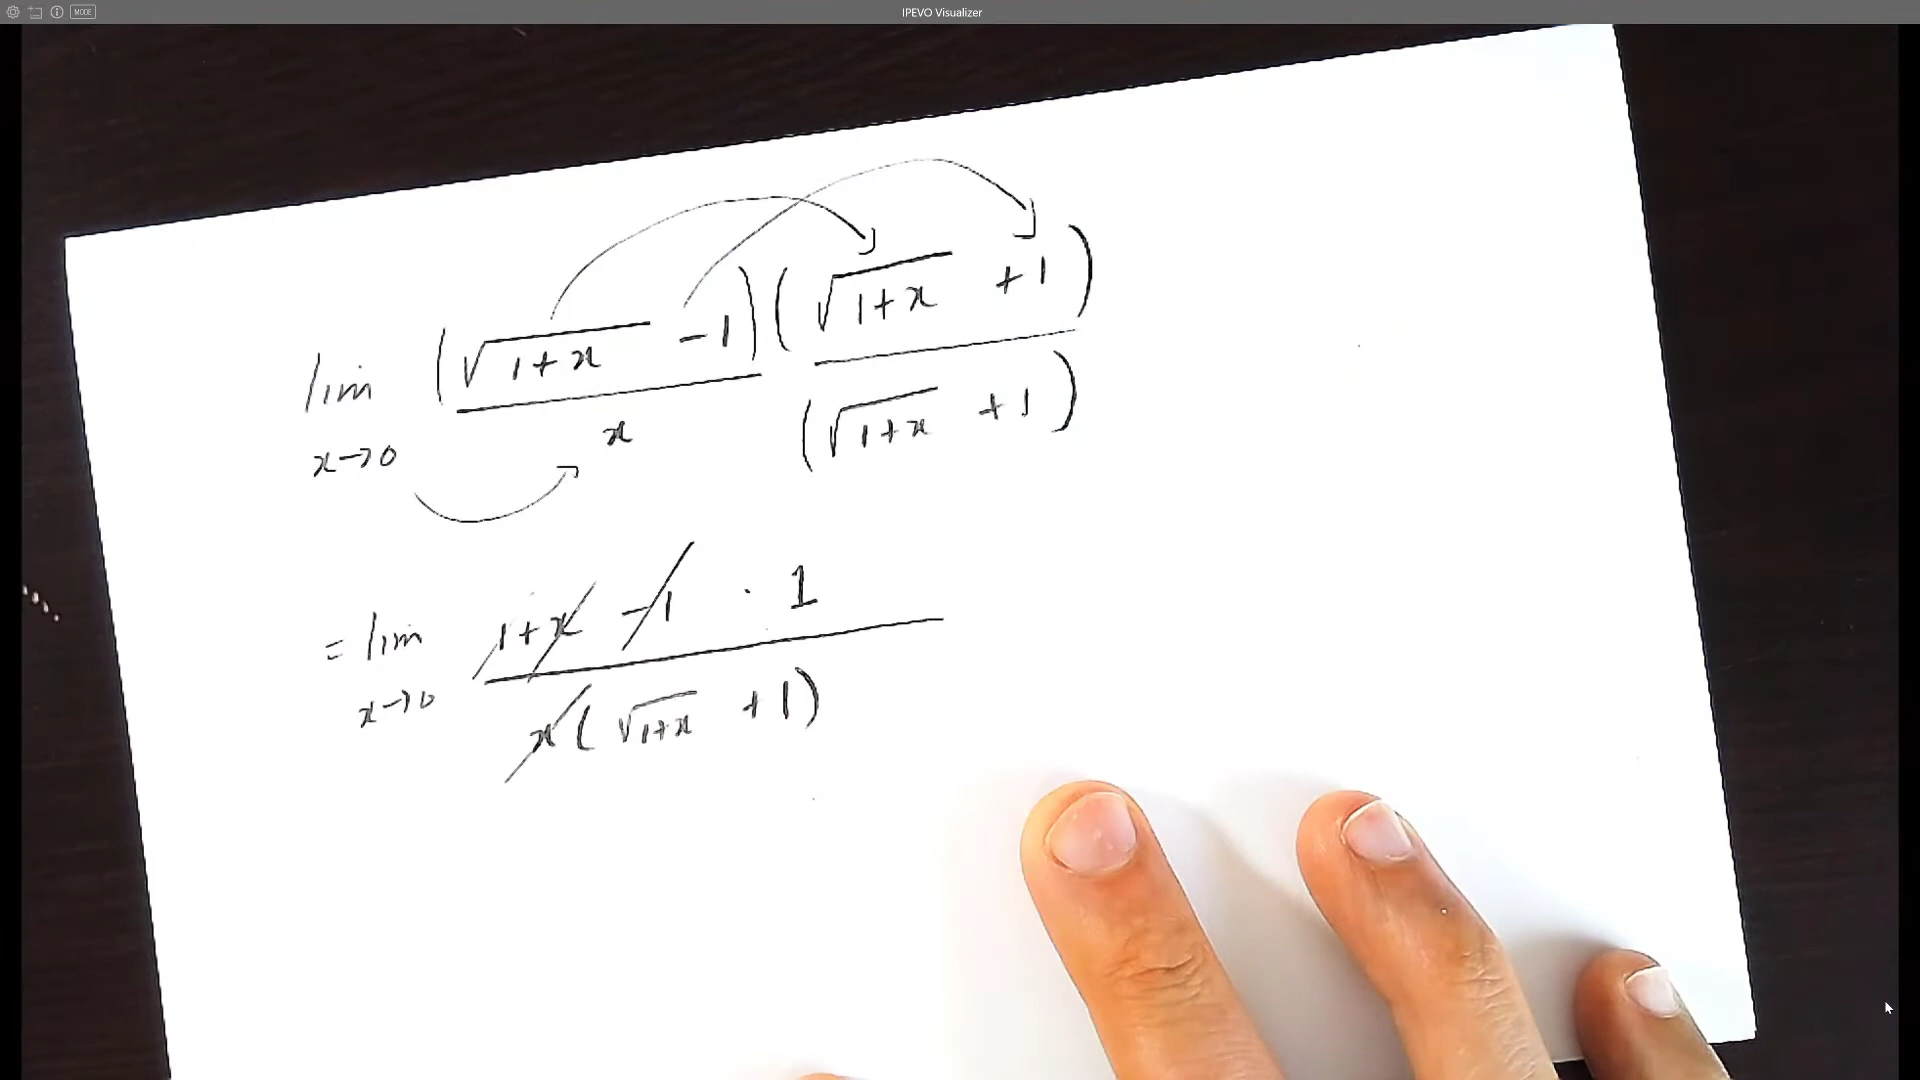 MODE
IPEVO Visualizer
lim x→0 (√1+x -1) (√1+x +1)
x (√1+x +1)
= lim x→0 1+x -1 · 1
x(√1+x +1)